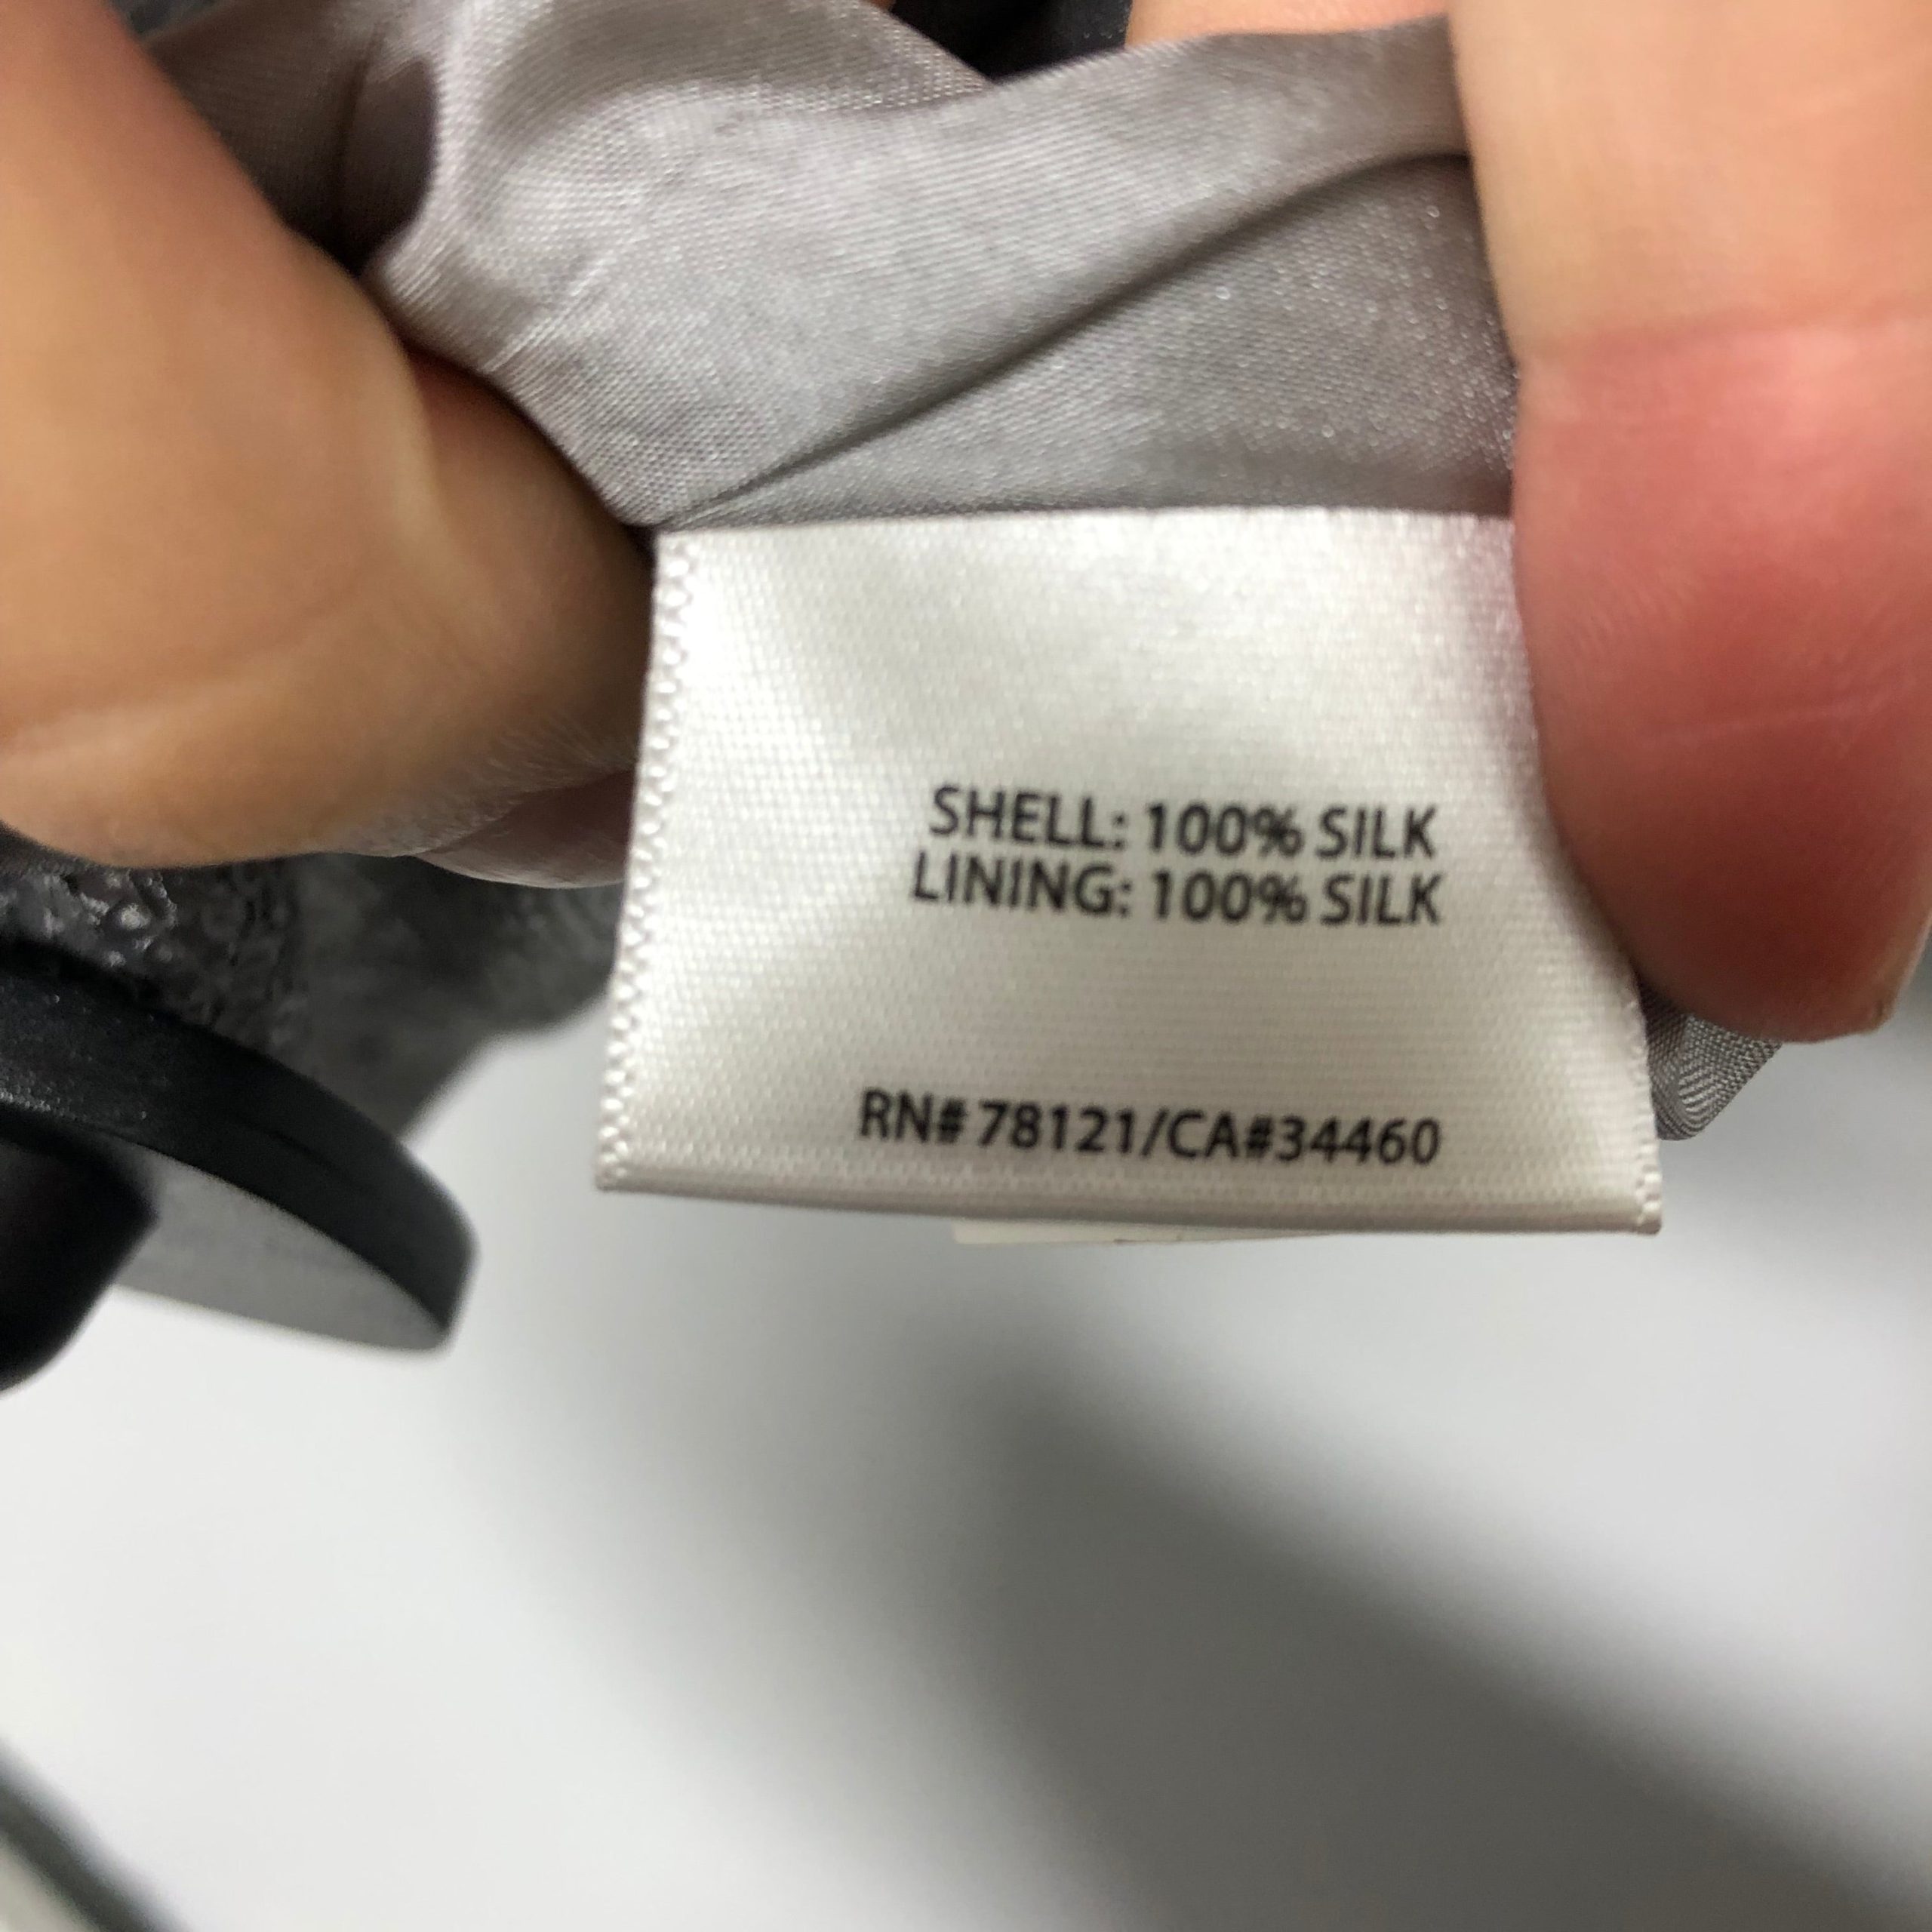 SHELL: 100% SILK
LINING: 100% SILK
RN# 78121/CA#34460